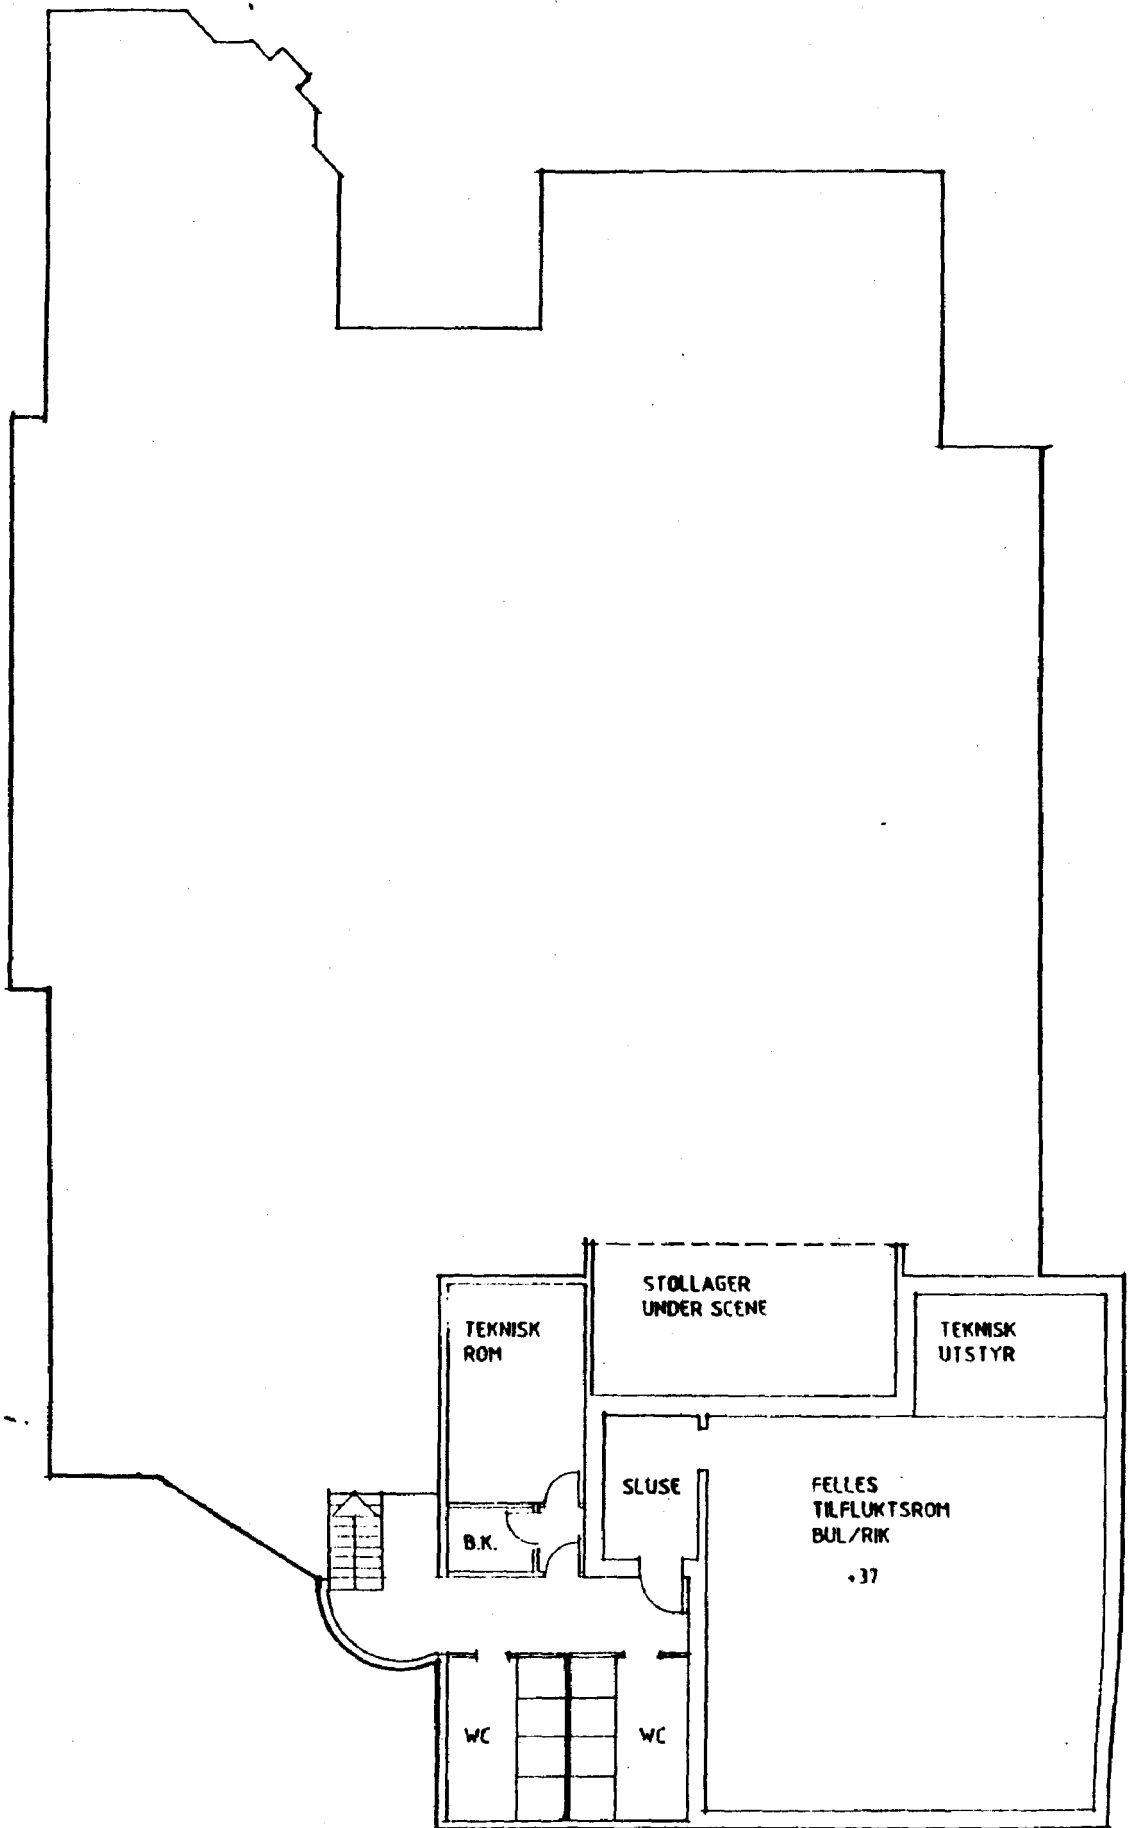 STOLLAGER
UNDER SCENE
TEKNISK
ROM
TEKNISK
UTSTYR
SLUSE
FELLES
TILFLUKTSROM
BUL/RIK
+37
B.K.
WC
WC